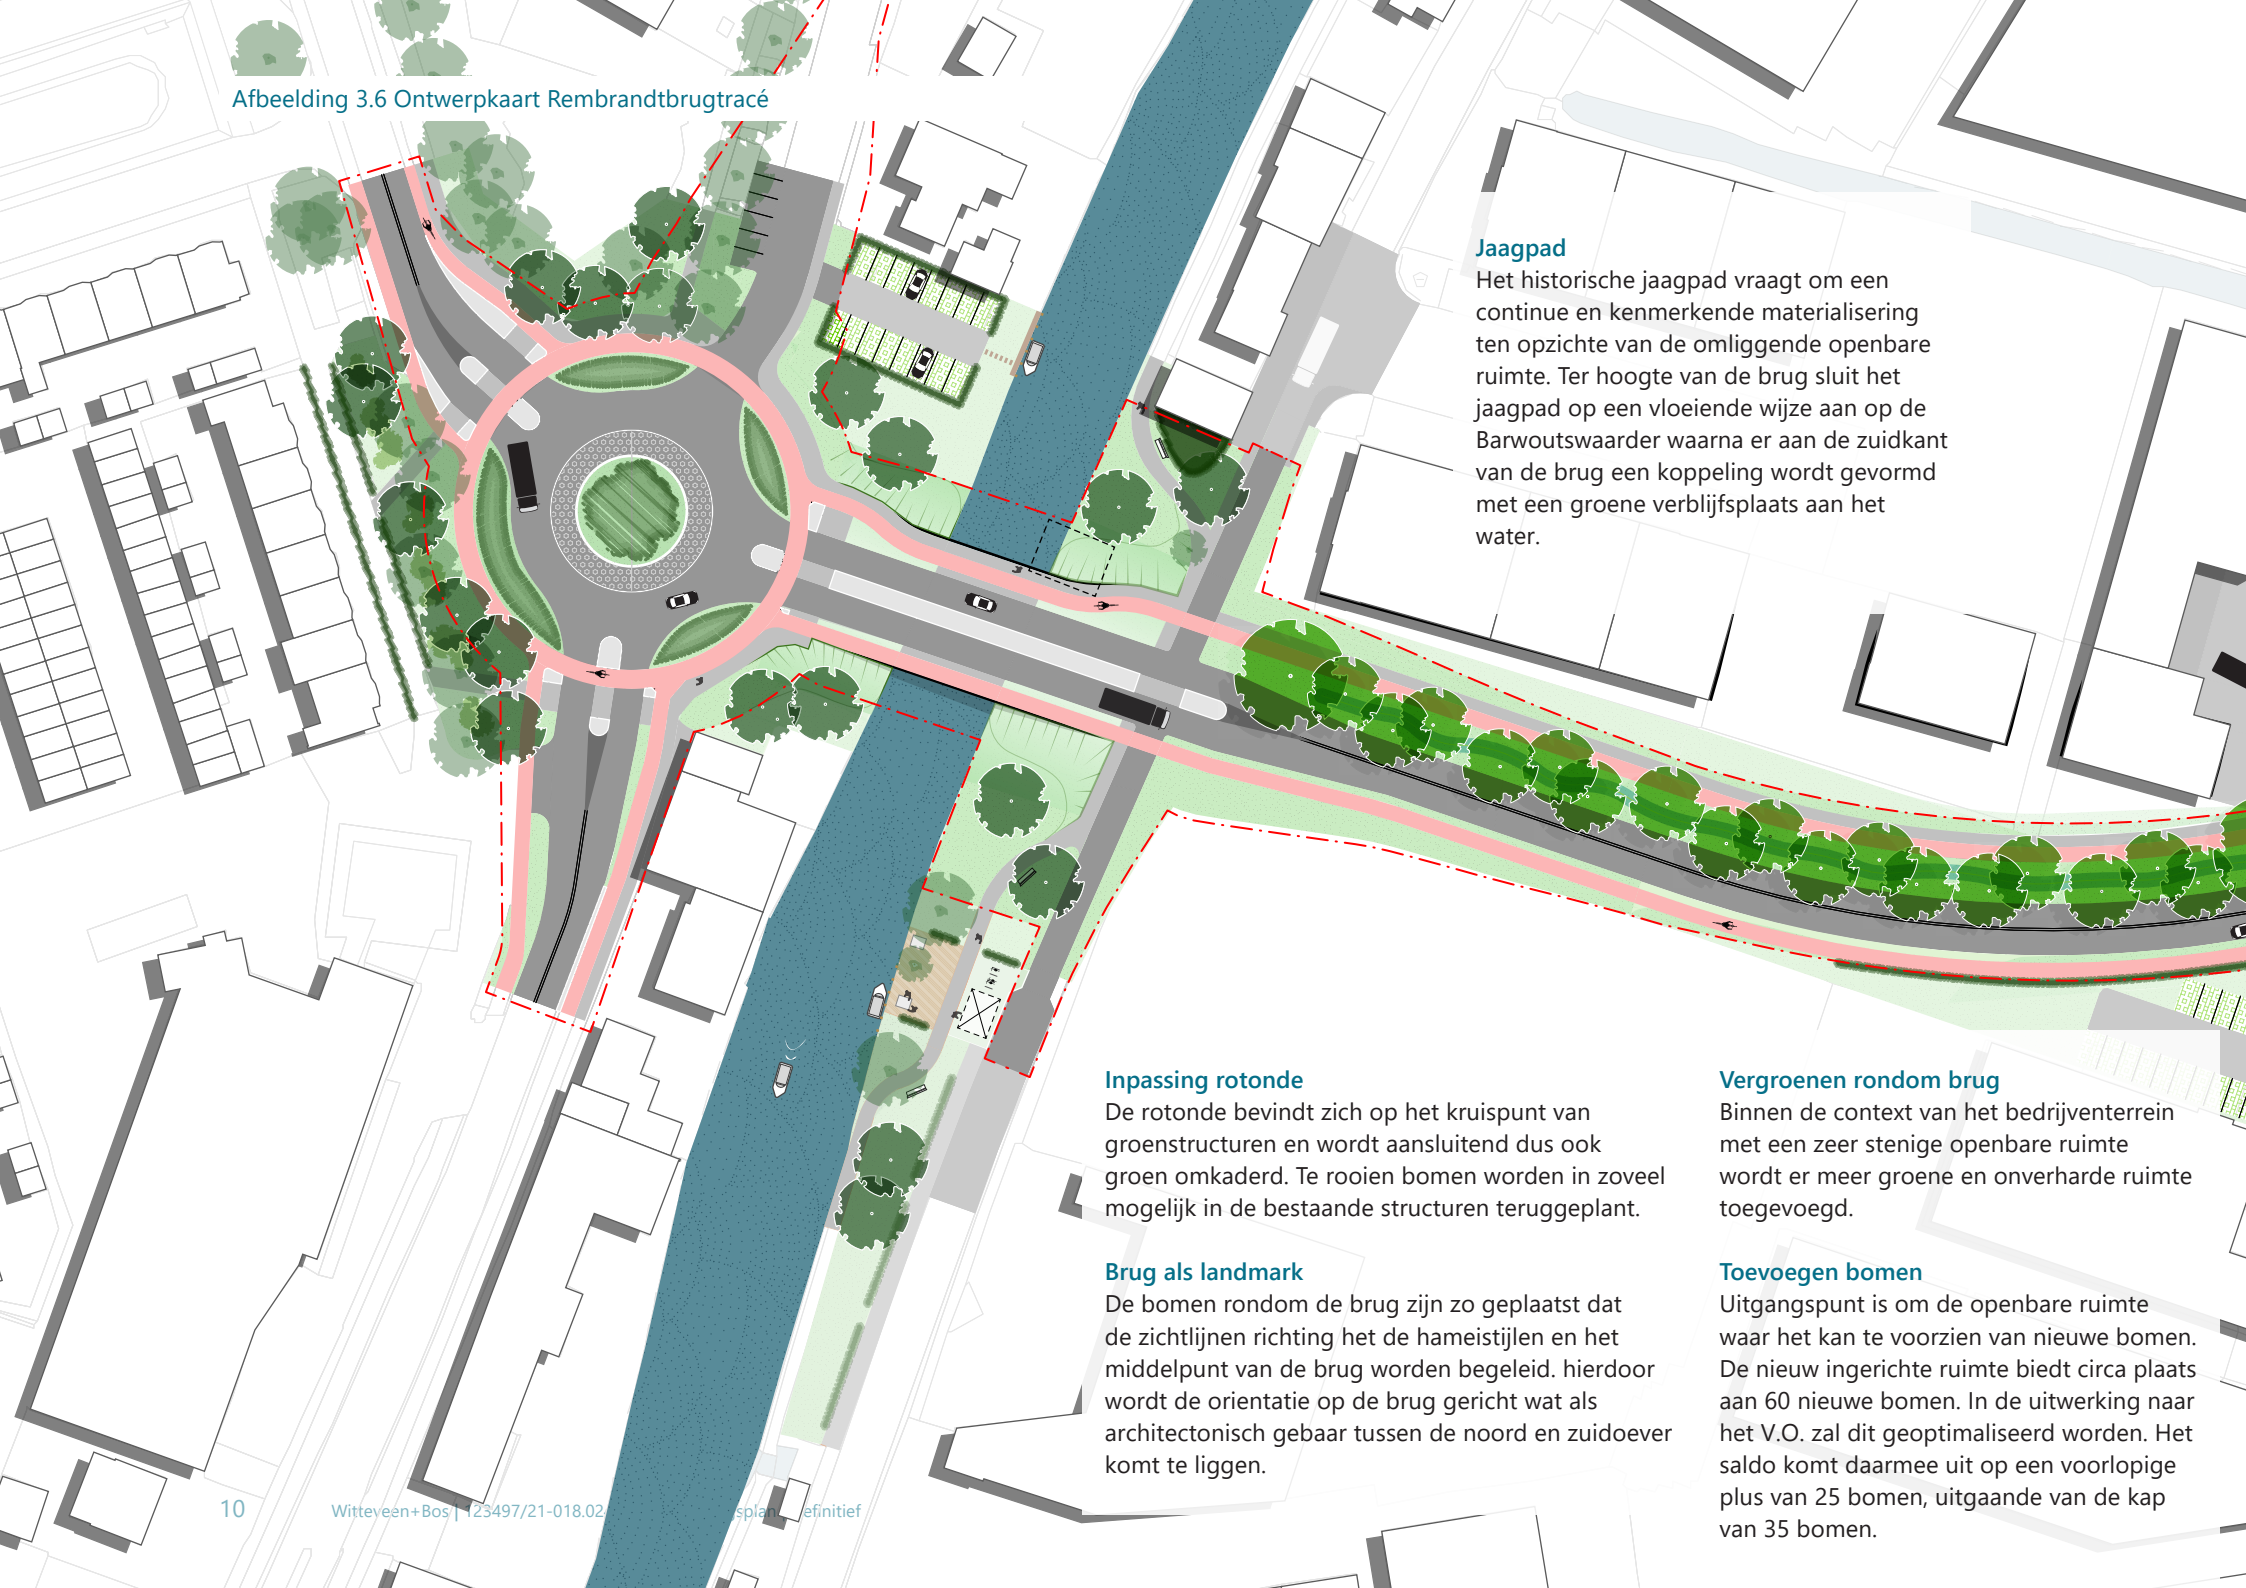 Afbeelding 3.6 Ontwerpkaart Rembrandtbrugtracé
Jaagpad
Het historische jaagpad vraagt om een
continue en kenmerkende materialisering
ten opzichte van de omliggende openbare
ruimte. Ter hoogte van de brug sluit het
jaagpad op een vloeiende wijze aan op de
Barwoutswaarder waarna er aan de zuidkant
van de brug een koppeling wordt gevormd
met een groene verblijfsplaats aan het
water.
Inpassing rotonde
De rotonde bevindt zich op het kruispunt van
groenstructuren en wordt aansluitend dus ook
groen omkaderd. Te rooien bomen worden in zoveel
mogelijk in de bestaande structuren teruggeplant.
Brug als landmark
De bomen rondom de brug zijn zo geplaatst dat
de zichtlijnen richting het de hameistijlen en het
middelpunt van de brug worden begeleid. hierdoor
wordt de orientatie op de brug gericht wat als
architectonisch gebaar tussen de noord en zuidoever
komt te liggen.
Vergroenen rondom brug
Binnen de context van het bedrijventerrein
met een zeer stenige openbare ruimte
wordt er meer groene en onverharde ruimte
toegevoegd.
Toevoegen bomen
Uitgangspunt is om de openbare ruimte
waar het kan te voorzien van nieuwe bomen.
De nieuw ingerichte ruimte biedt circa plaats
aan 60 nieuwe bomen. In de uitwerking naar
het V.O. zal dit geoptimaliseerd worden. Het
saldo komt daarmee uit op een voorlopige
plus van 25 bomen, uitgaande van de kap
van 35 bomen.
10
Witteveen+Bos | 123497/21-018.02 splan efinitief